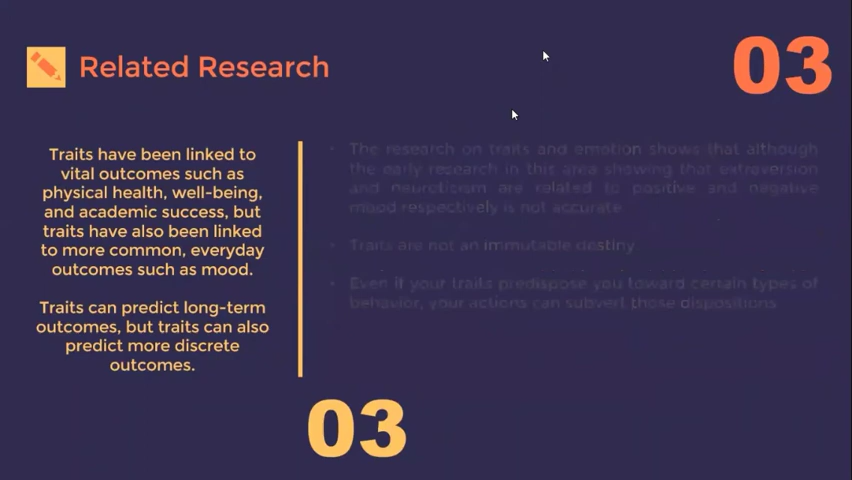 Related Research
03
Traits have been linked to
vital outcomes such as
physical health, well-being,
and academic success, but
traits have also been linked
to more common, everyday
outcomes such as mood.
Traits can predict long-term
outcomes, but traits can also
predict more discrete
outcomes.
• The research on traits and emotion shows that although
the early research in this area showing that extraversion
and neuroticism are related to positive and negative
mood respectively is not accurate.
• Traits are not an immutable destiny.
• Even if your traits predispose you toward certain types of
behavior, your actions can subvert those dispositions.
03